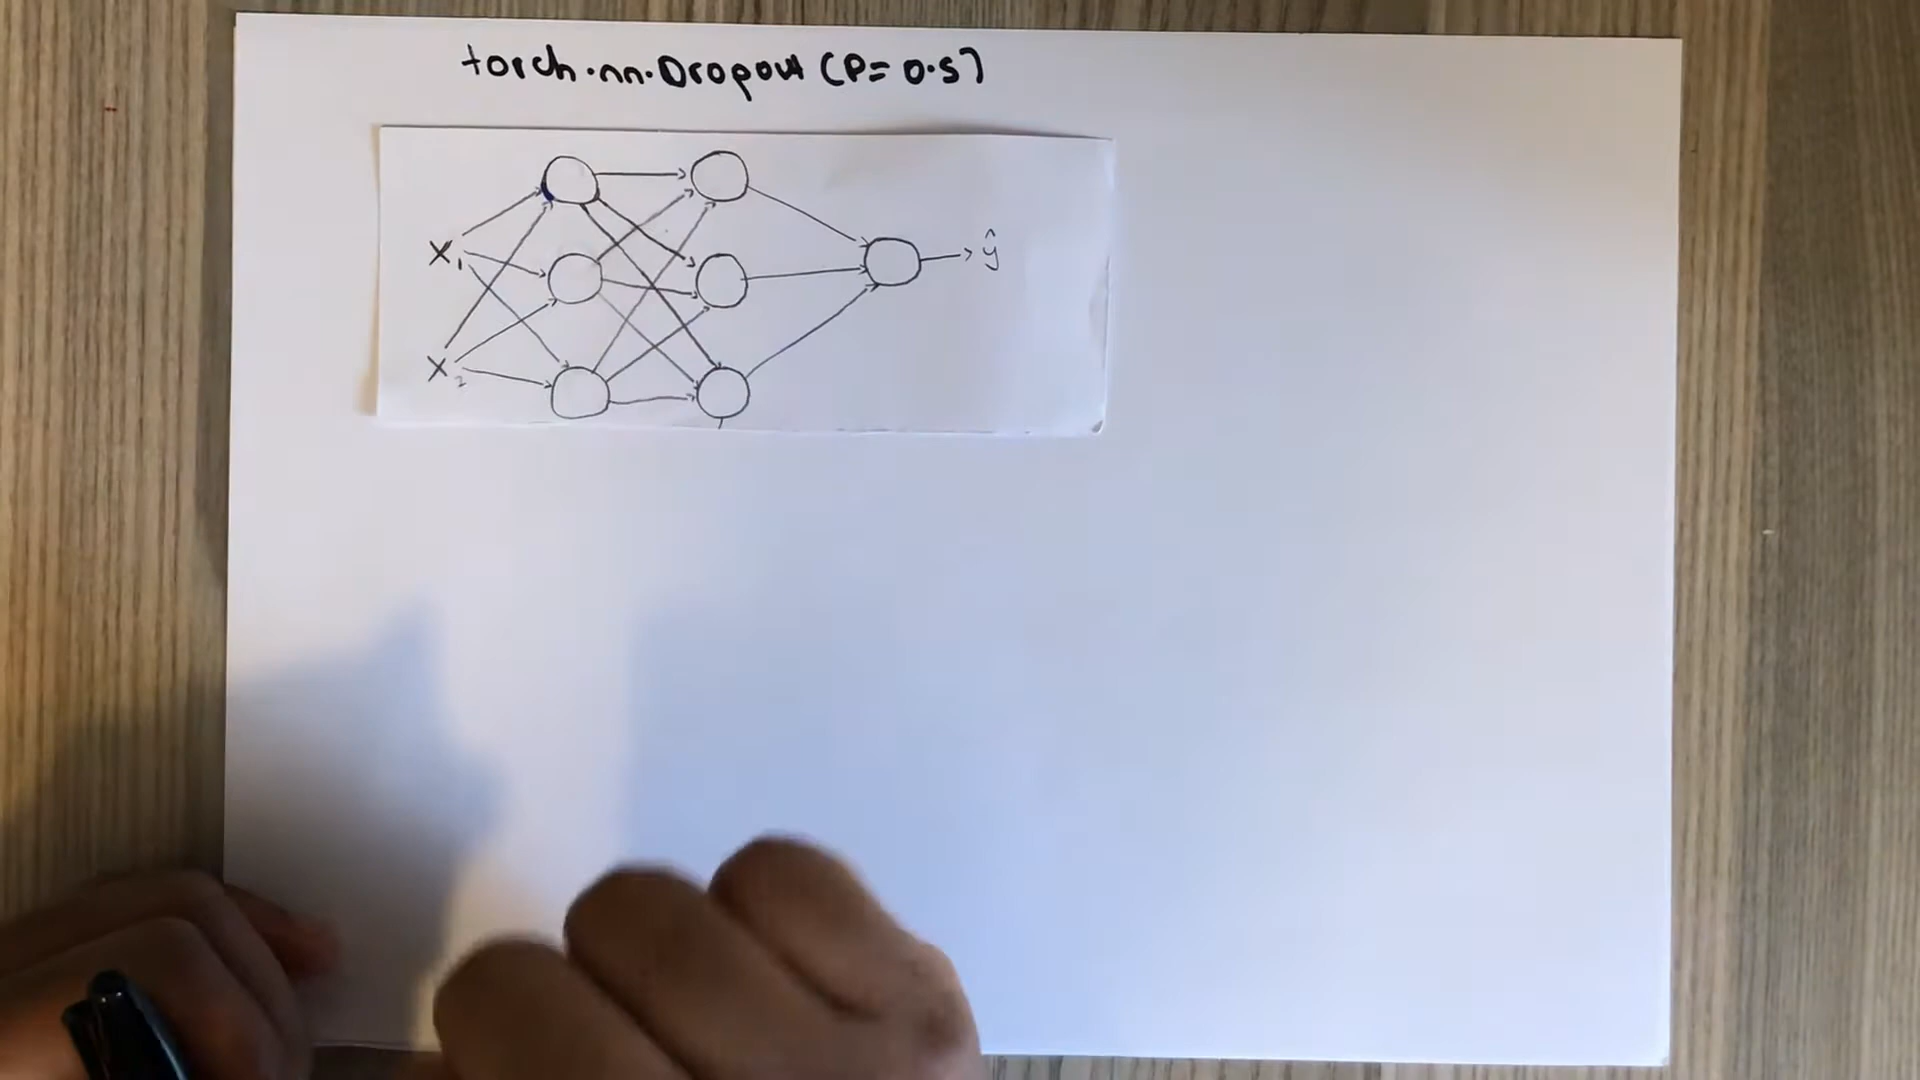 torch.nn.Dropout (P= 0.5)
X1
ŷ
X2